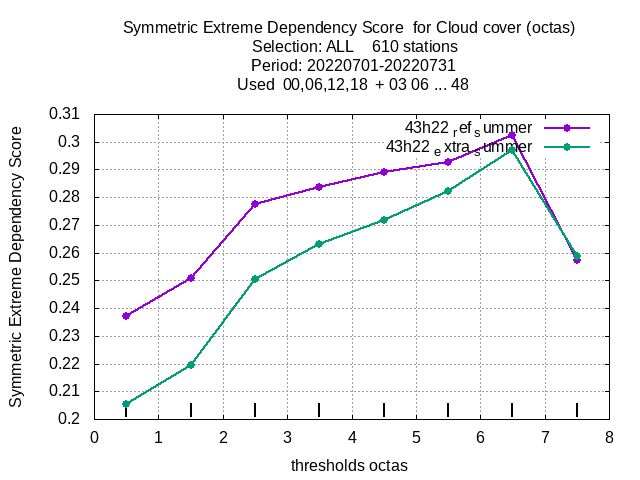 Symmetric Extreme Dependency Score  for Cloud cover (octas)
Selection: ALL    610 stations
Period: 20220701-20220731
Used  00,06,12,18  + 03 06 ... 48
Symmetric Extreme Dependency Score
0.31
0.3
0.29
0.28
0.27
0.26
0.25
0.24
0.23
0.22
0.21
0.2
43h22 ref summer
43h22 extra summer
0 1 2 3 4 5 6 7 8
thresholds octas